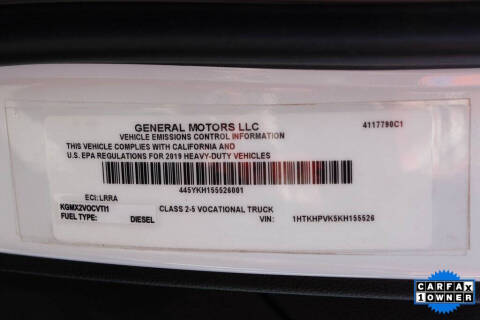 GENERAL MOTORS LLC
4117790C1
VEHICLE EMISSIONS CONTROL INFORMATION
THIS VEHICLE COMPLIES WITH CALIFORNIA AND
U.S. EPA REGULATIONS FOR 2019 HEAVY-DUTY VEHICLES
445YKH155526001
ECI: LRRA
KGMX2VOCVTH
CLASS 2-5 VOCATIONAL TRUCK
FUEL TYPE: DIESEL
VIN: 1HTKHPVK5KH155526
CARFAX
1 OWNER